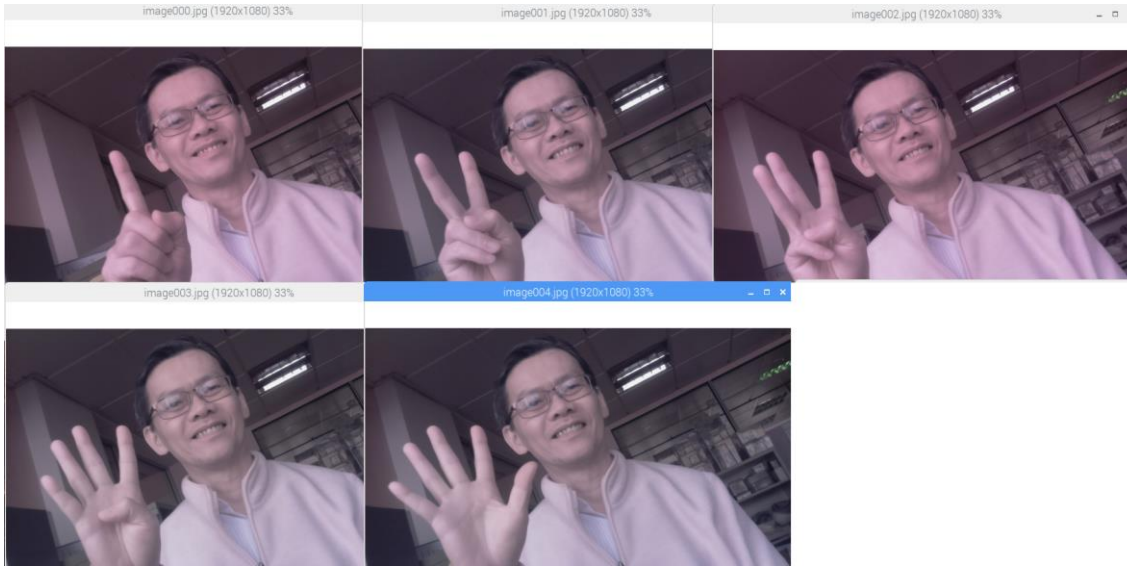 image000.jpg (1920x1080) 33%
image001.jpg (1920x1080) 33%
image002.jpg (1920x1080) 33%
image003.jpg (1920x1080) 33%
image004.jpg (1920x1080) 33%